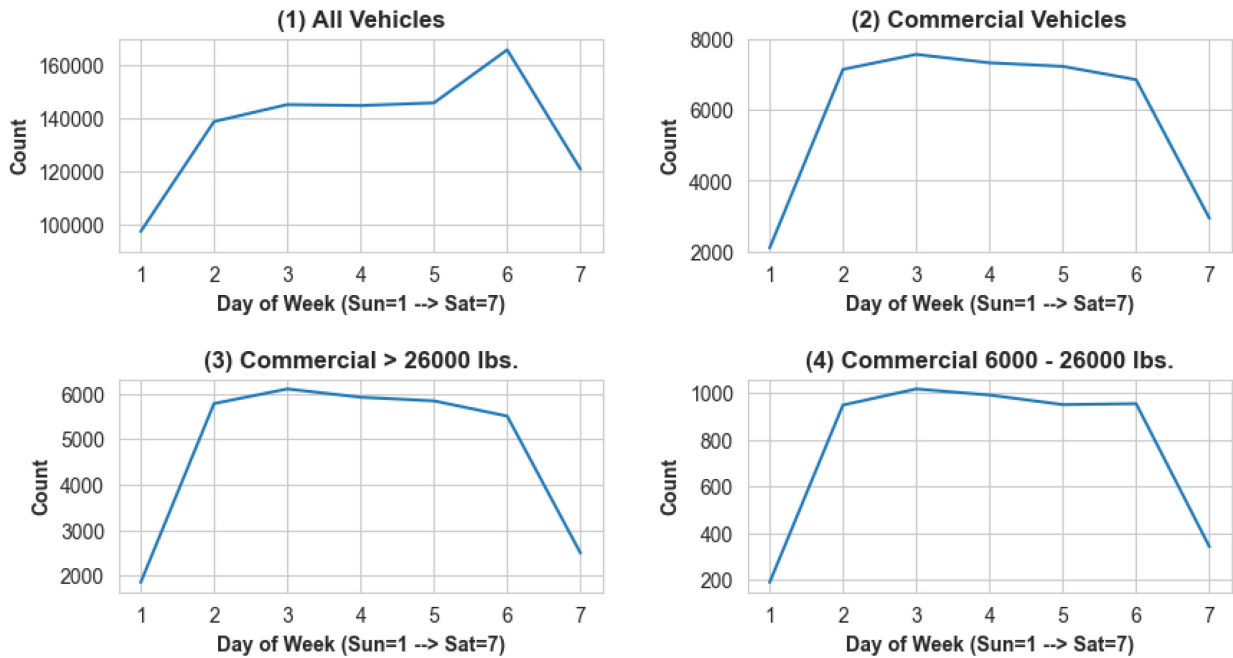 (1) All Vehicles
160000
140000
120000
100000
Count
1 2 3 4 5 6 7
Day of Week (Sun=1 --> Sat=7)
(2) Commercial Vehicles
8000
6000
4000
2000
Count
1 2 3 4 5 6 7
Day of Week (Sun=1 --> Sat=7)
(3) Commercial > 26000 lbs.
6000
5000
4000
3000
2000
Count
1 2 3 4 5 6 7
Day of Week (Sun=1 --> Sat=7)
(4) Commercial 6000 - 26000 lbs.
1000
800
600
400
200
Count
1 2 3 4 5 6 7
Day of Week (Sun=1 --> Sat=7)